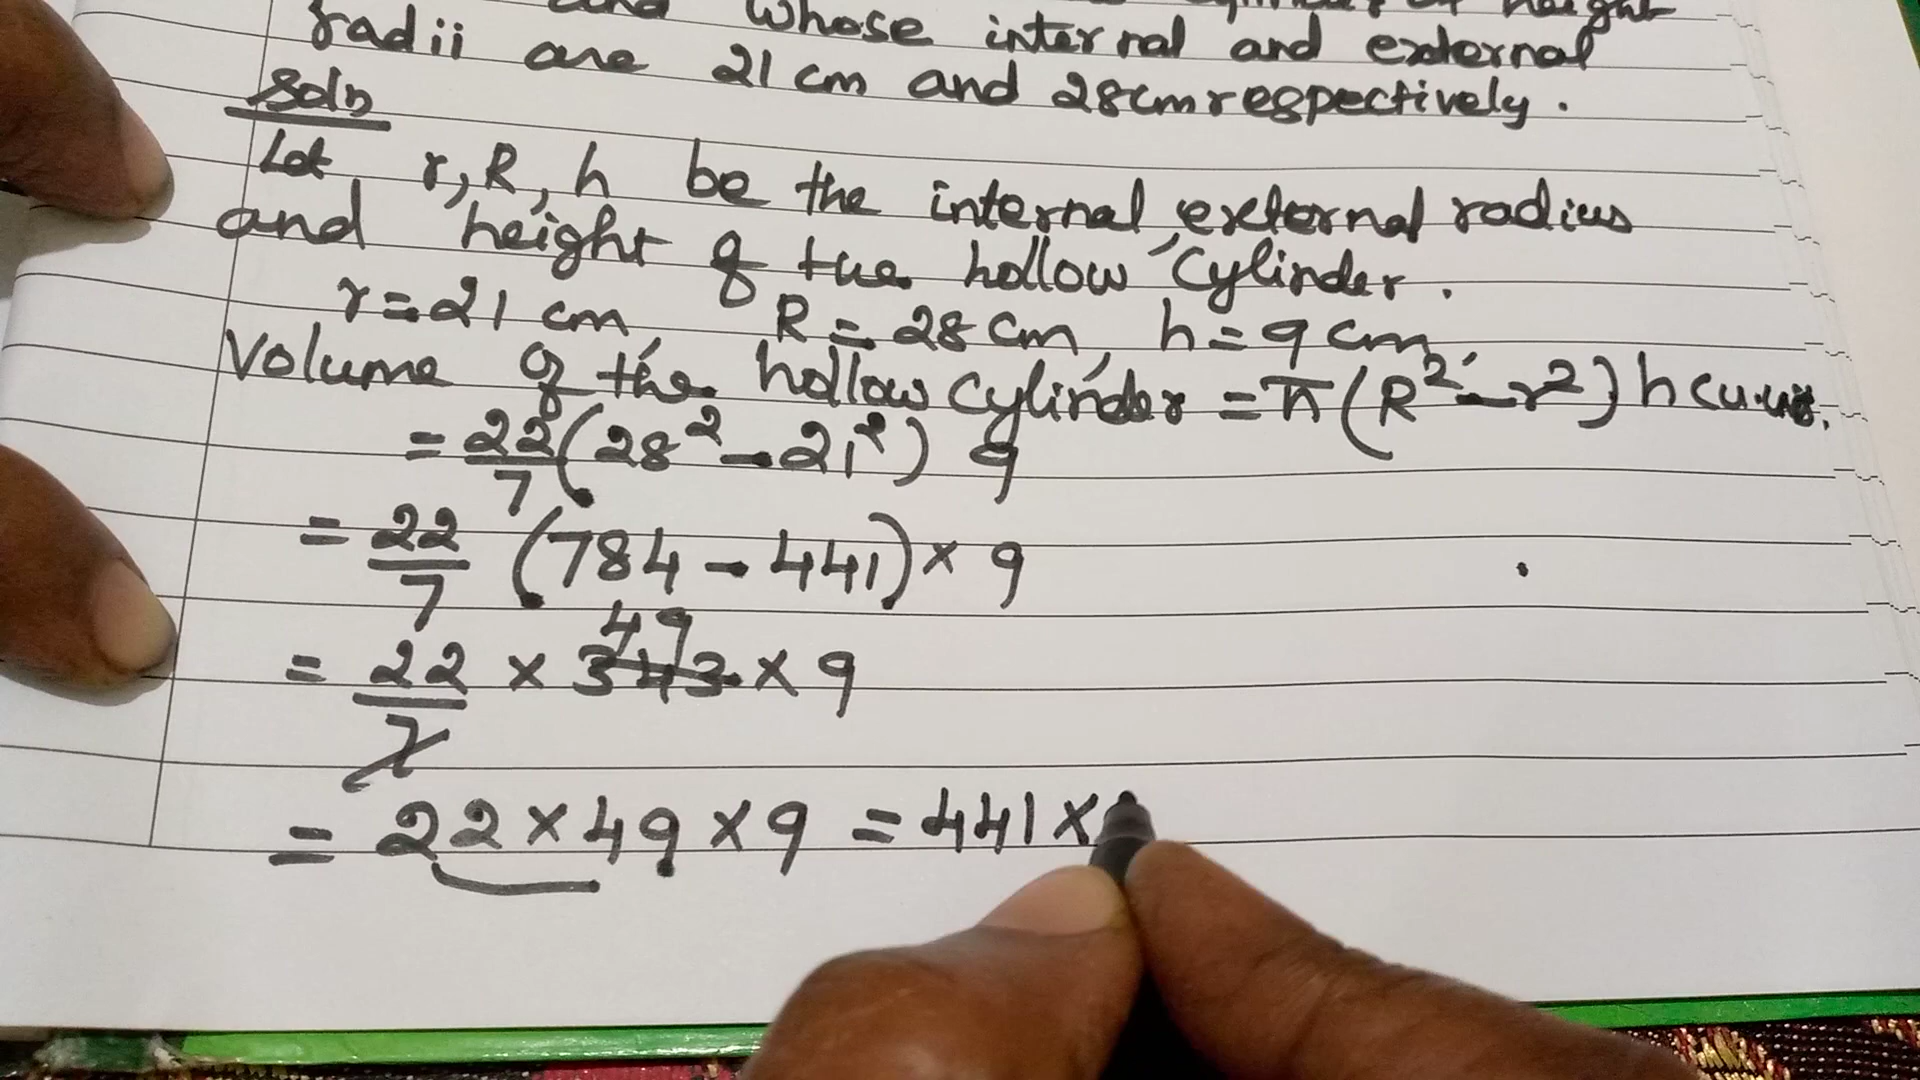 and whose internal and external
radii are 21 cm and 28cm respectively.
Soln
Let r, R, h be the internal, external radius
and height of the hollow cylinder.
r = 21 cm, R = 28 cm, h = 9 cm.
Volume of the hollow cylinder = π(R² - r²) h cu.uts.
= 22/7 (28² - 21²) 9
= 22/7 (784 - 441) × 9
49
= 22/7 × 343 × 9
= 22 × 49 × 9 = 441 ×